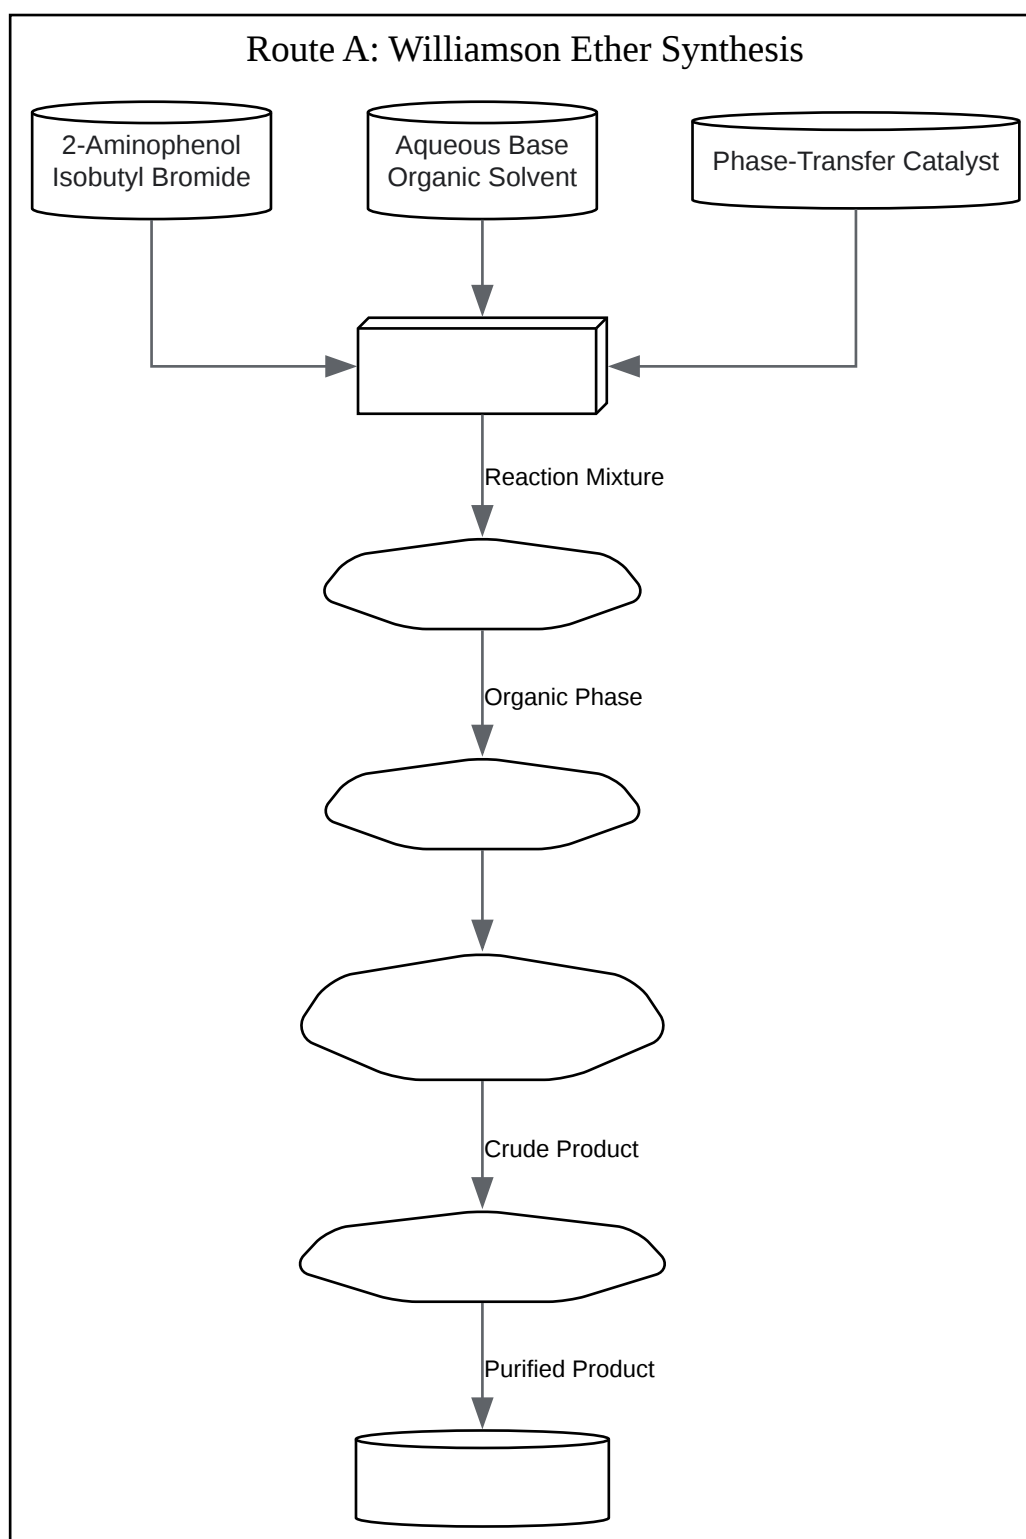 Route A: Williamson Ether Synthesis
2-Aminophenol
Isobutyl Bromide
Aqueous Base
Organic Solvent
Phase-Transfer Catalyst
Reaction Mixture
Organic Phase
Crude Product
Purified Product